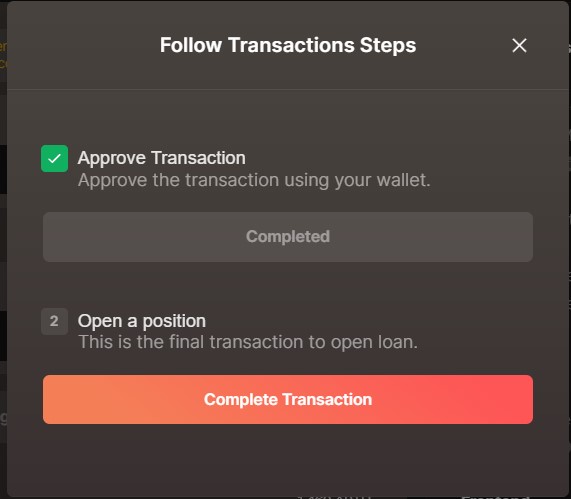 Follow Transactions Steps
Approve Transaction
Approve the transaction using your wallet.
Completed
2
Open a position
This is the final transaction to open loan.
Complete Transaction